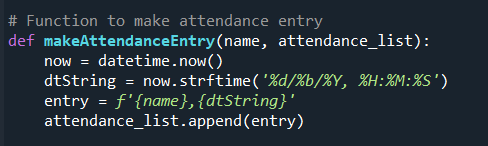 # Function to make attendance entry
def makeAttendanceEntry(name, attendance_list):
    now = datetime.now()
    dtString = now.strftime('%d/%b/%Y, %H:%M:%S')
    entry = f'{name},{dtString}'
    attendance_list.append(entry)